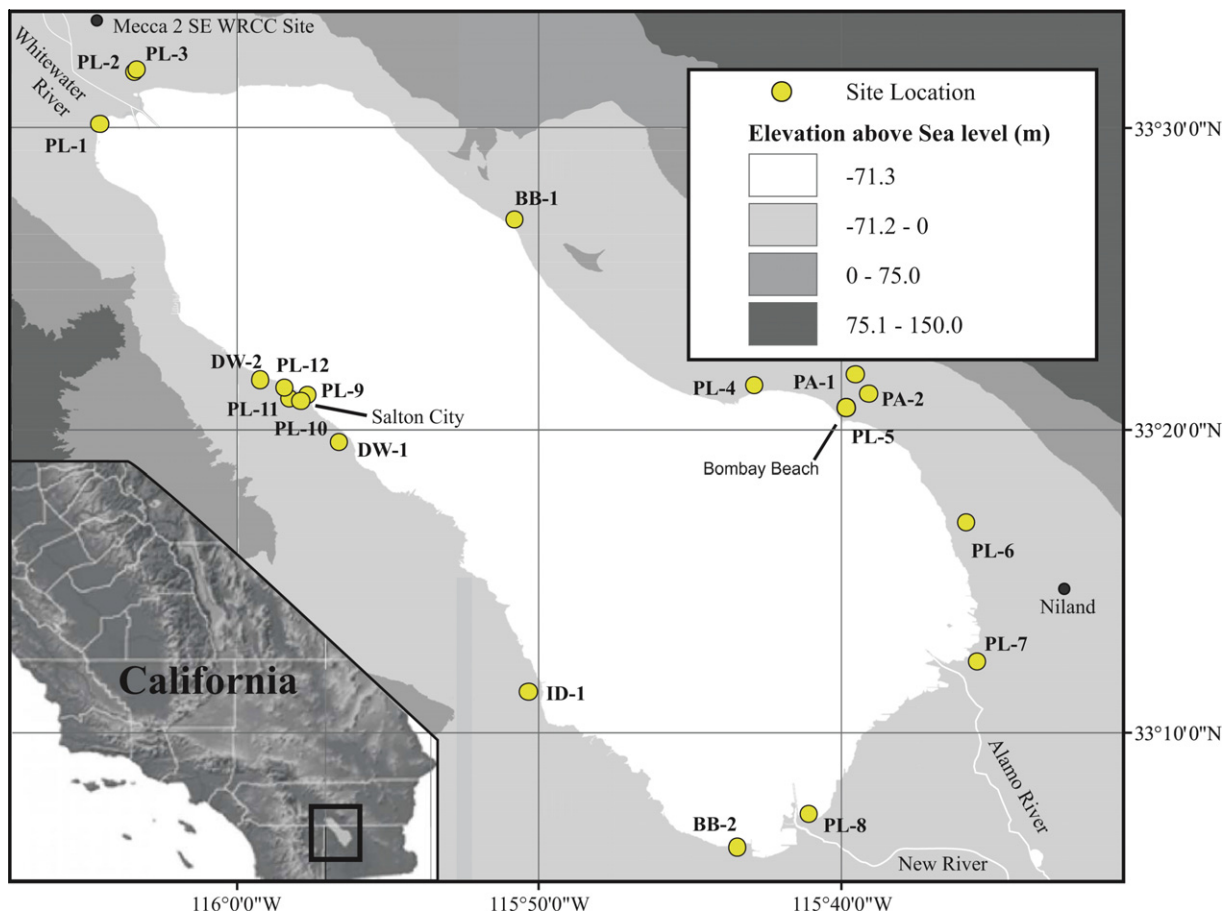 Mecca 2 SE WRCC Site
PL-2
PL-3
Whitewater
River
PL-1
Site Location
Elevation above Sea level (m)
-71.3
-71.2 - 0
0 - 75.0
75.1 - 150.0
33°30'0"N
BB-1
DW-2
PL-12
PL-9
PL-11
Salton City
PL-10
DW-1
PL-4
PA-1
PA-2
PL-5
Bombay Beach
33°20'0"N
PL-6
Niland
PL-7
California
ID-1
33°10'0"N
Alamo River
BB-2
PL-8
New River
116°0'0"W
115°50'0"W
115°40'0"W